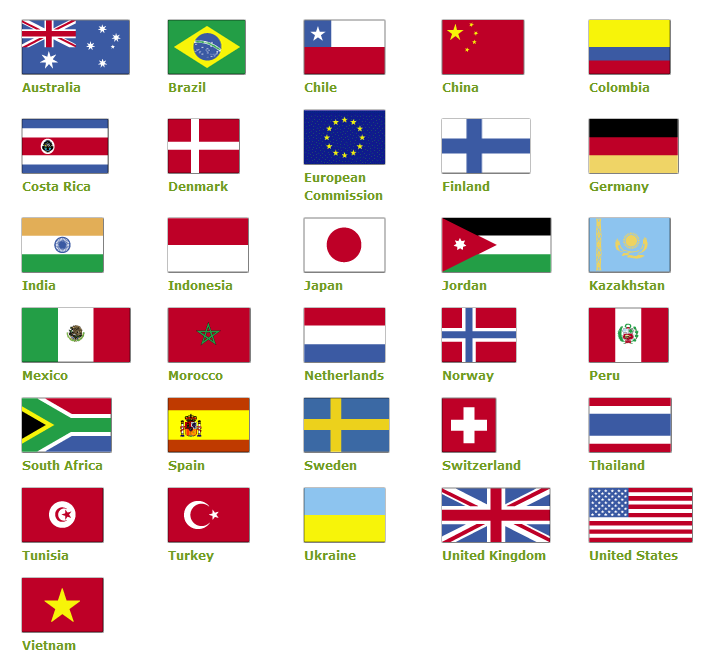 Australia
Brazil
Chile
China
Colombia
Costa Rica
Denmark
European
Commission
Finland
Germany
India
Indonesia
Japan
Jordan
Kazakhstan
Mexico
Morocco
Netherlands
Norway
Peru
South Africa
Spain
Sweden
Switzerland
Thailand
Tunisia
Turkey
Ukraine
United Kingdom
United States
Vietnam